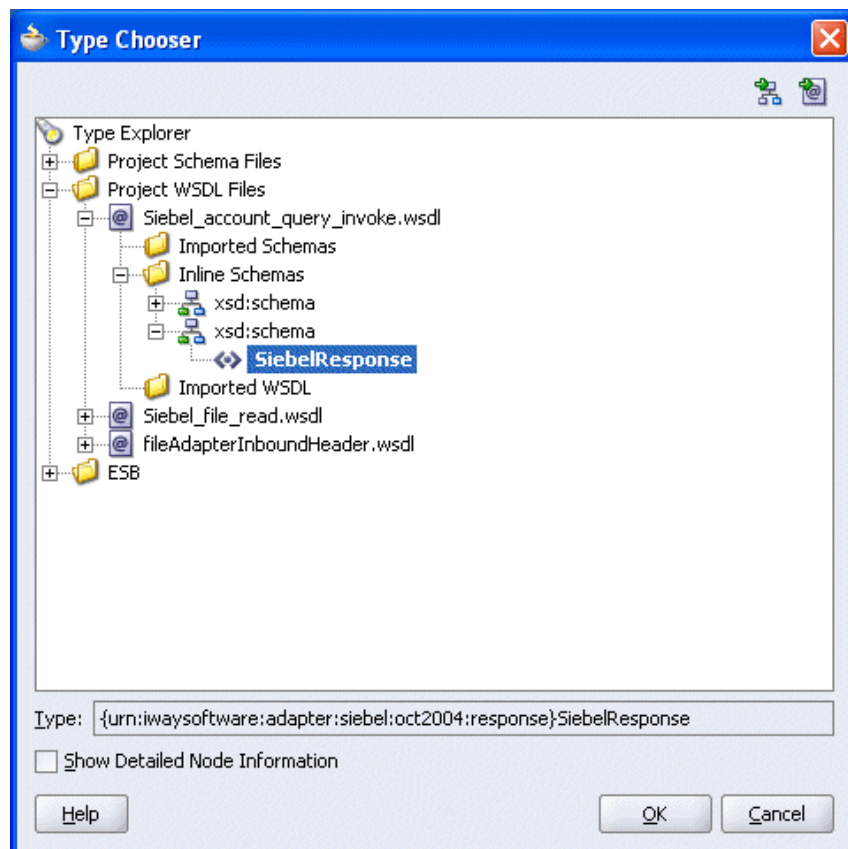 Type Chooser
Type Explorer
Project Schema Files
Project WSDL Files
Siebel_account_query_invoke.wsdl
Imported Schemas
Inline Schemas
xsd:schema
xsd:schema
SiebelResponse
Imported WSDL
Siebel_file_read.wsdl
fileAdapterInboundHeader.wsdl
ESB
Type: {urn:iwaysoftware:adapter:siebel:oct2004:response}SiebelResponse
Show Detailed Node Information
Help OK Cancel